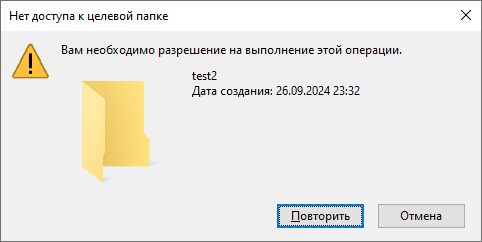 Нет доступа к целевой папке
Вам необходимо разрешение на выполнение этой операции.
test2
Дата создания: 26.09.2024 23:32
Повторить
Отмена